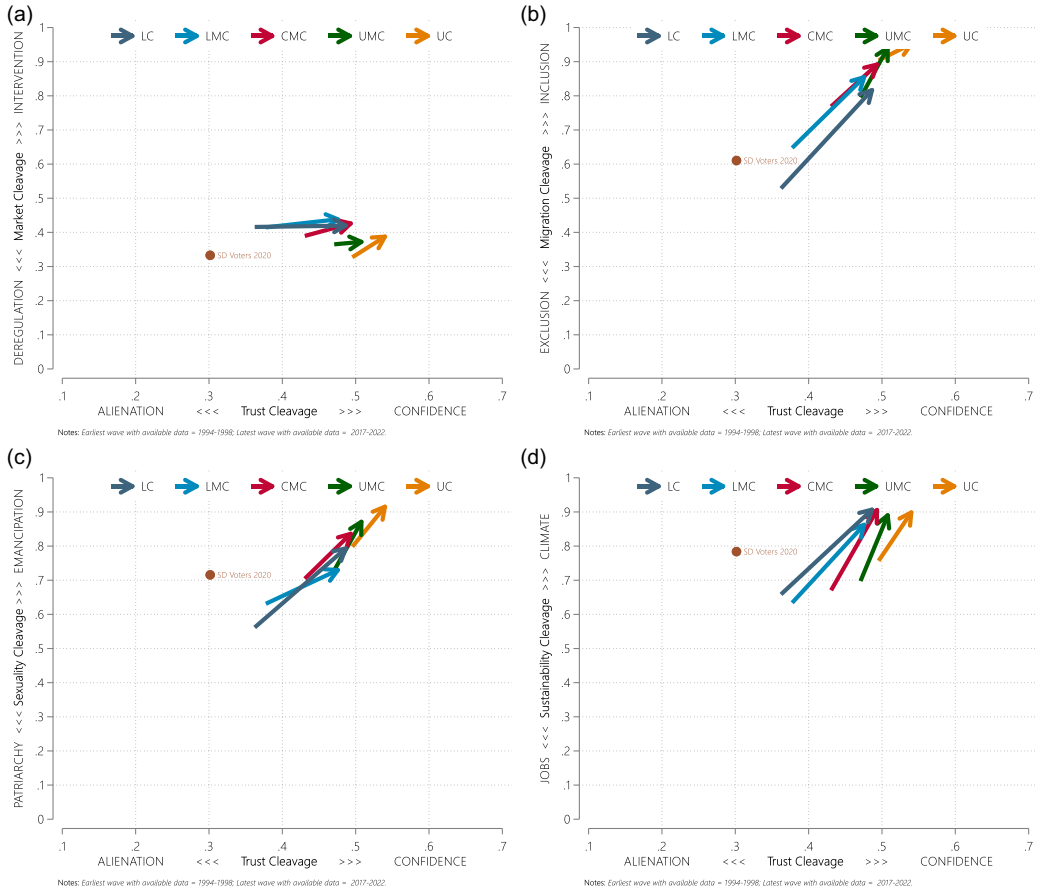 (a)
LC LMC CMC UMC UC
DEREGULATION <<< Market Cleavage >>> INTERVENTION
1
.9
.8
.7
.6
.5
.4
.3
.2
.1
0
SD Voters 2020
.1 .2 .3 .4 .5 .6 .7
ALIENATION <<< Trust Cleavage >>> CONFIDENCE
Notes: Earliest wave with available data = 1994-1998; Latest wave with available data = 2017-2022.
(b)
LC LMC CMC UMC UC
EXCLUSION <<< Migration Cleavage >>> INCLUSION
1
.9
.8
.7
.6
.5
.4
.3
.2
.1
0
SD Voters 2020
.1 .2 .3 .4 .5 .6 .7
ALIENATION <<< Trust Cleavage >>> CONFIDENCE
Notes: Earliest wave with available data = 1994-1998; Latest wave with available data = 2017-2022.
(c)
LC LMC CMC UMC UC
PATRIARCHY <<< Sexuality Cleavage >>> EMANCIPATION
1
.9
.8
.7
.6
.5
.4
.3
.2
.1
0
SD Voters 2020
.1 .2 .3 .4 .5 .6 .7
ALIENATION <<< Trust Cleavage >>> CONFIDENCE
Notes: Earliest wave with available data = 1994-1998; Latest wave with available data = 2017-2022.
(d)
LC LMC CMC UMC UC
JOBS <<< Sustainability Cleavage >>> CLIMATE
1
.9
.8
.7
.6
.5
.4
.3
.2
.1
0
SD Voters 2020
.1 .2 .3 .4 .5 .6 .7
ALIENATION <<< Trust Cleavage >>> CONFIDENCE
Notes: Earliest wave with available data = 1994-1998; Latest wave with available data = 2017-2022.